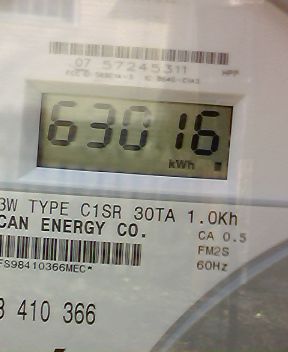 07 57245311
63016
kWh
3W TYPE C1SR 30TA 1.0Kh
CAN ENERGY CO.
CA 0.5
FM2S
60Hz
FS98410366MEC*
410 366